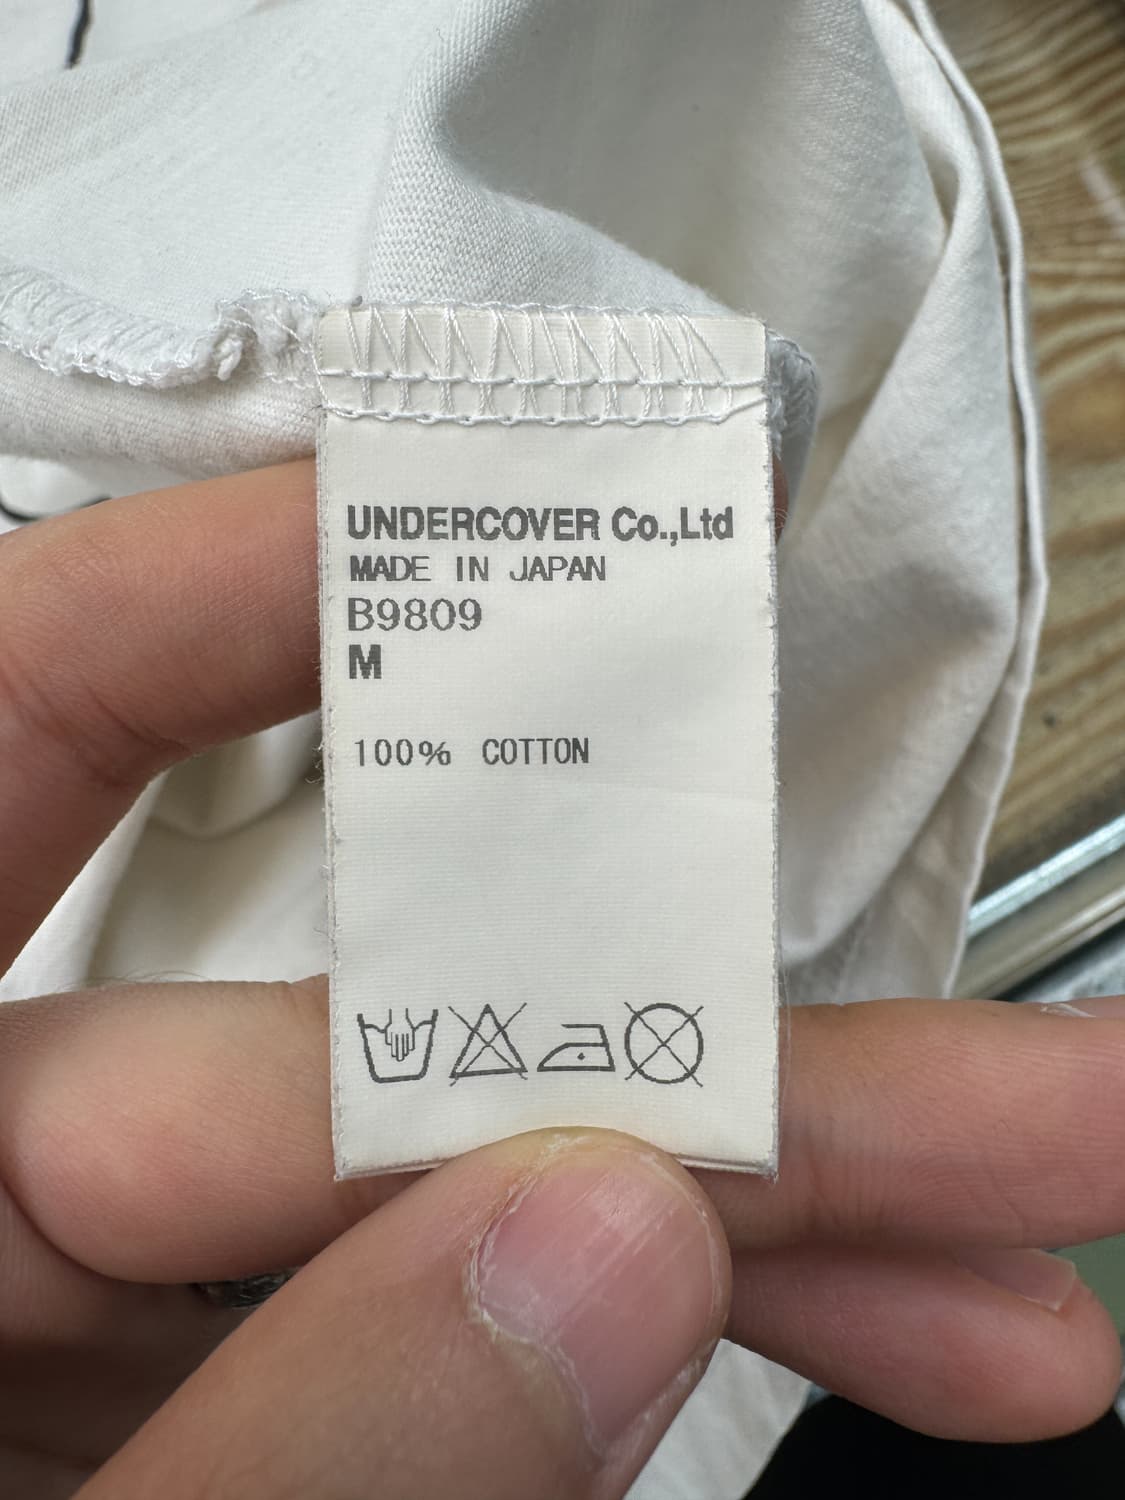 UNDERCOVER Co.,Ltd
MADE IN JAPAN
B9809
M
100% COTTON